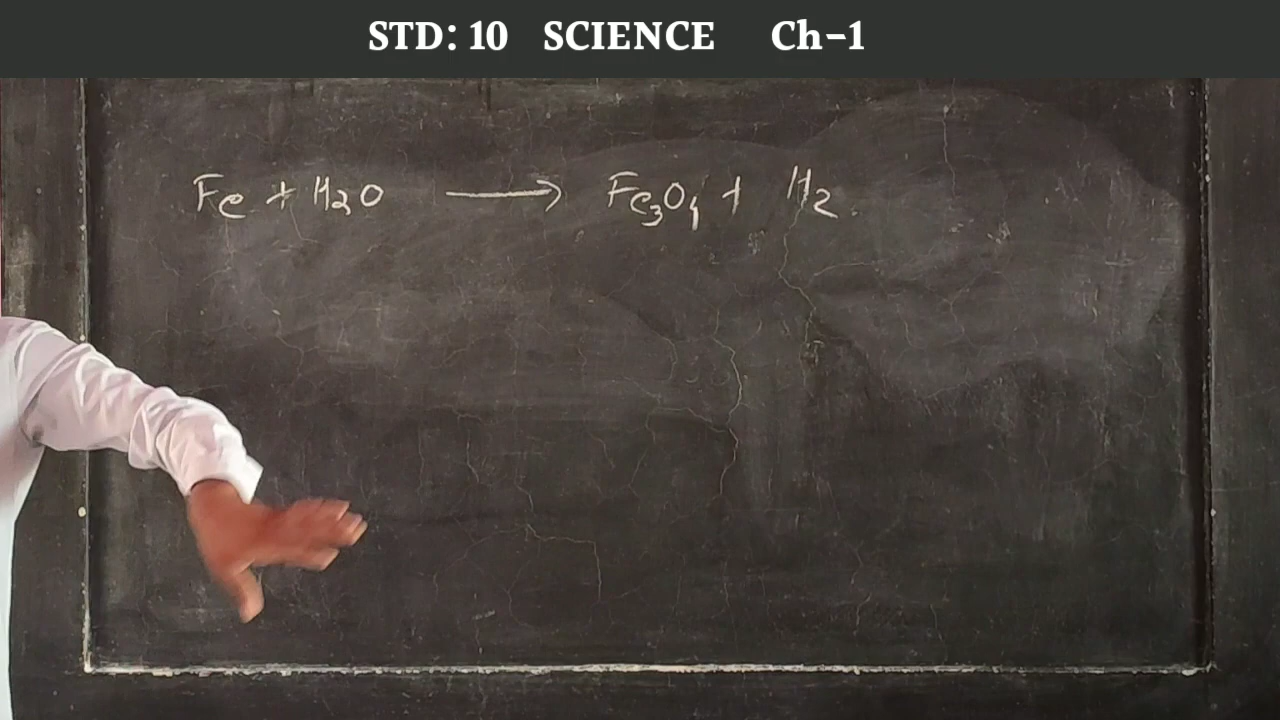 STD: 10 SCIENCE Ch-1
Fe + H2O ⟶ Fe3O4 + H2